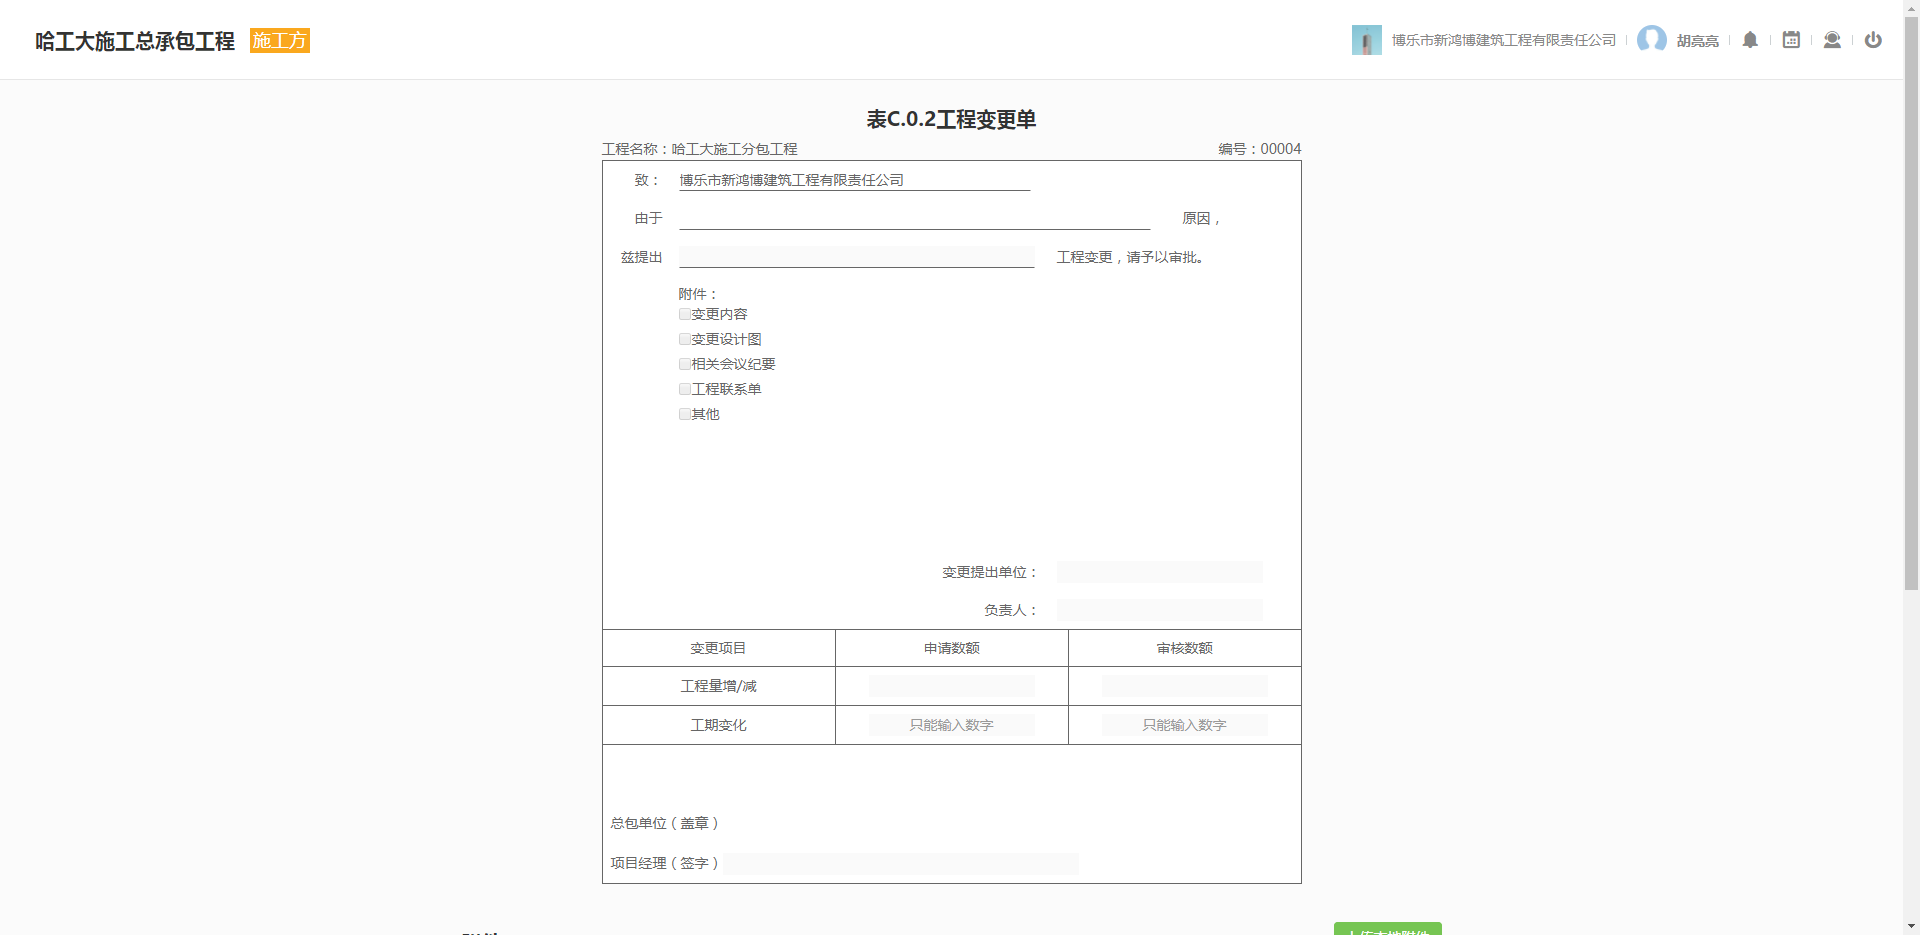 哈工大施工总承包工程 施工方
博乐市新鸿博建筑工程有限责任公司 胡亮亮
表C.0.2工程变更单
工程名称：哈工大施工分包工程 编号：00004
致： 博乐市新鸿博建筑工程有限责任公司
由于 原因，
兹提出 工程变更，请予以审批。
附件：
变更内容
变更设计图
相关会议纪要
工程联系单
其他
变更提出单位：
负责人：
变更项目 申请数额 审核数额
工程量增/减
工期变化 只能输入数字 只能输入数字
总包单位（盖章）
项目经理（签字）